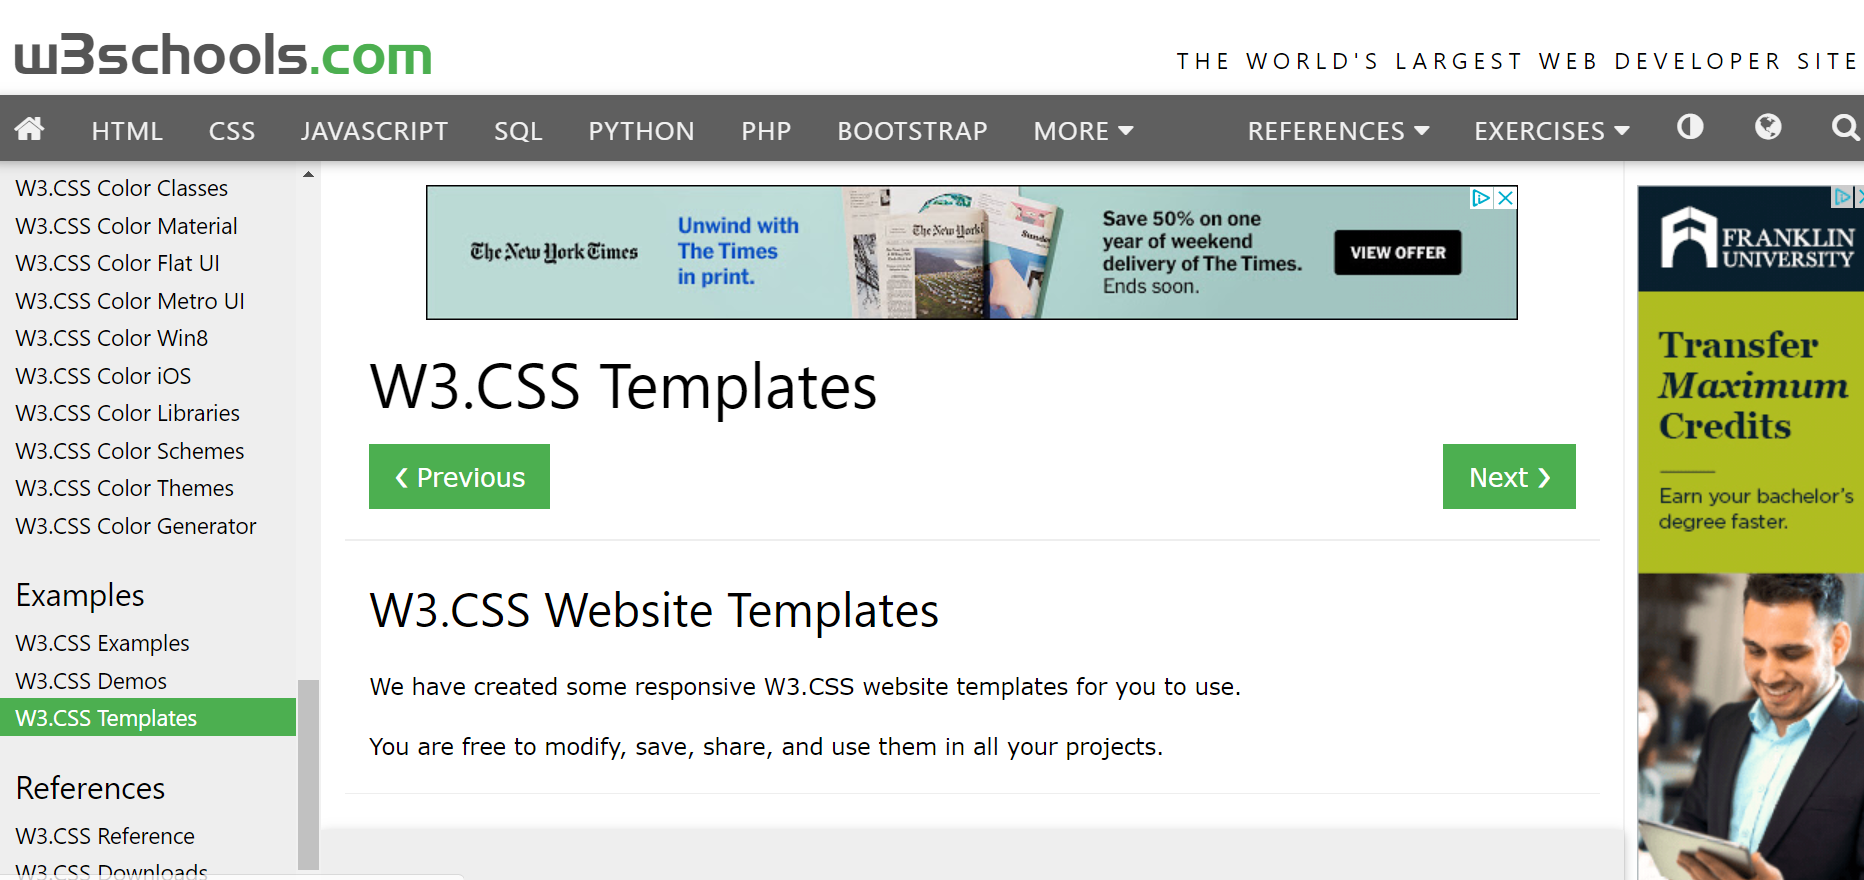 w3schools.com
THE WORLD'S LARGEST WEB DEVELOPER SITE
HTML CSS JAVASCRIPT SQL PYTHON PHP BOOTSTRAP MORE REFERENCES EXERCISES
W3.CSS Color Classes
W3.CSS Color Material
W3.CSS Color Flat UI
W3.CSS Color Metro UI
W3.CSS Color Win8
W3.CSS Color iOS
W3.CSS Color Libraries
W3.CSS Color Schemes
W3.CSS Color Themes
W3.CSS Color Generator
Examples
W3.CSS Examples
W3.CSS Demos
W3.CSS Templates
References
W3.CSS Reference
W3.CSS Downloads
The New York Times
Unwind with
The Times
in print.
The New York
Save 50% on one
year of weekend
delivery of The Times.
Ends soon.
VIEW OFFER
W3.CSS Templates
❮ Previous
Next ❯
W3.CSS Website Templates
We have created some responsive W3.CSS website templates for you to use.
You are free to modify, save, share, and use them in all your projects.
FRANKLIN
UNIVERSITY
Transfer
Maximum
Credits
Earn your bachelor's
degree faster.